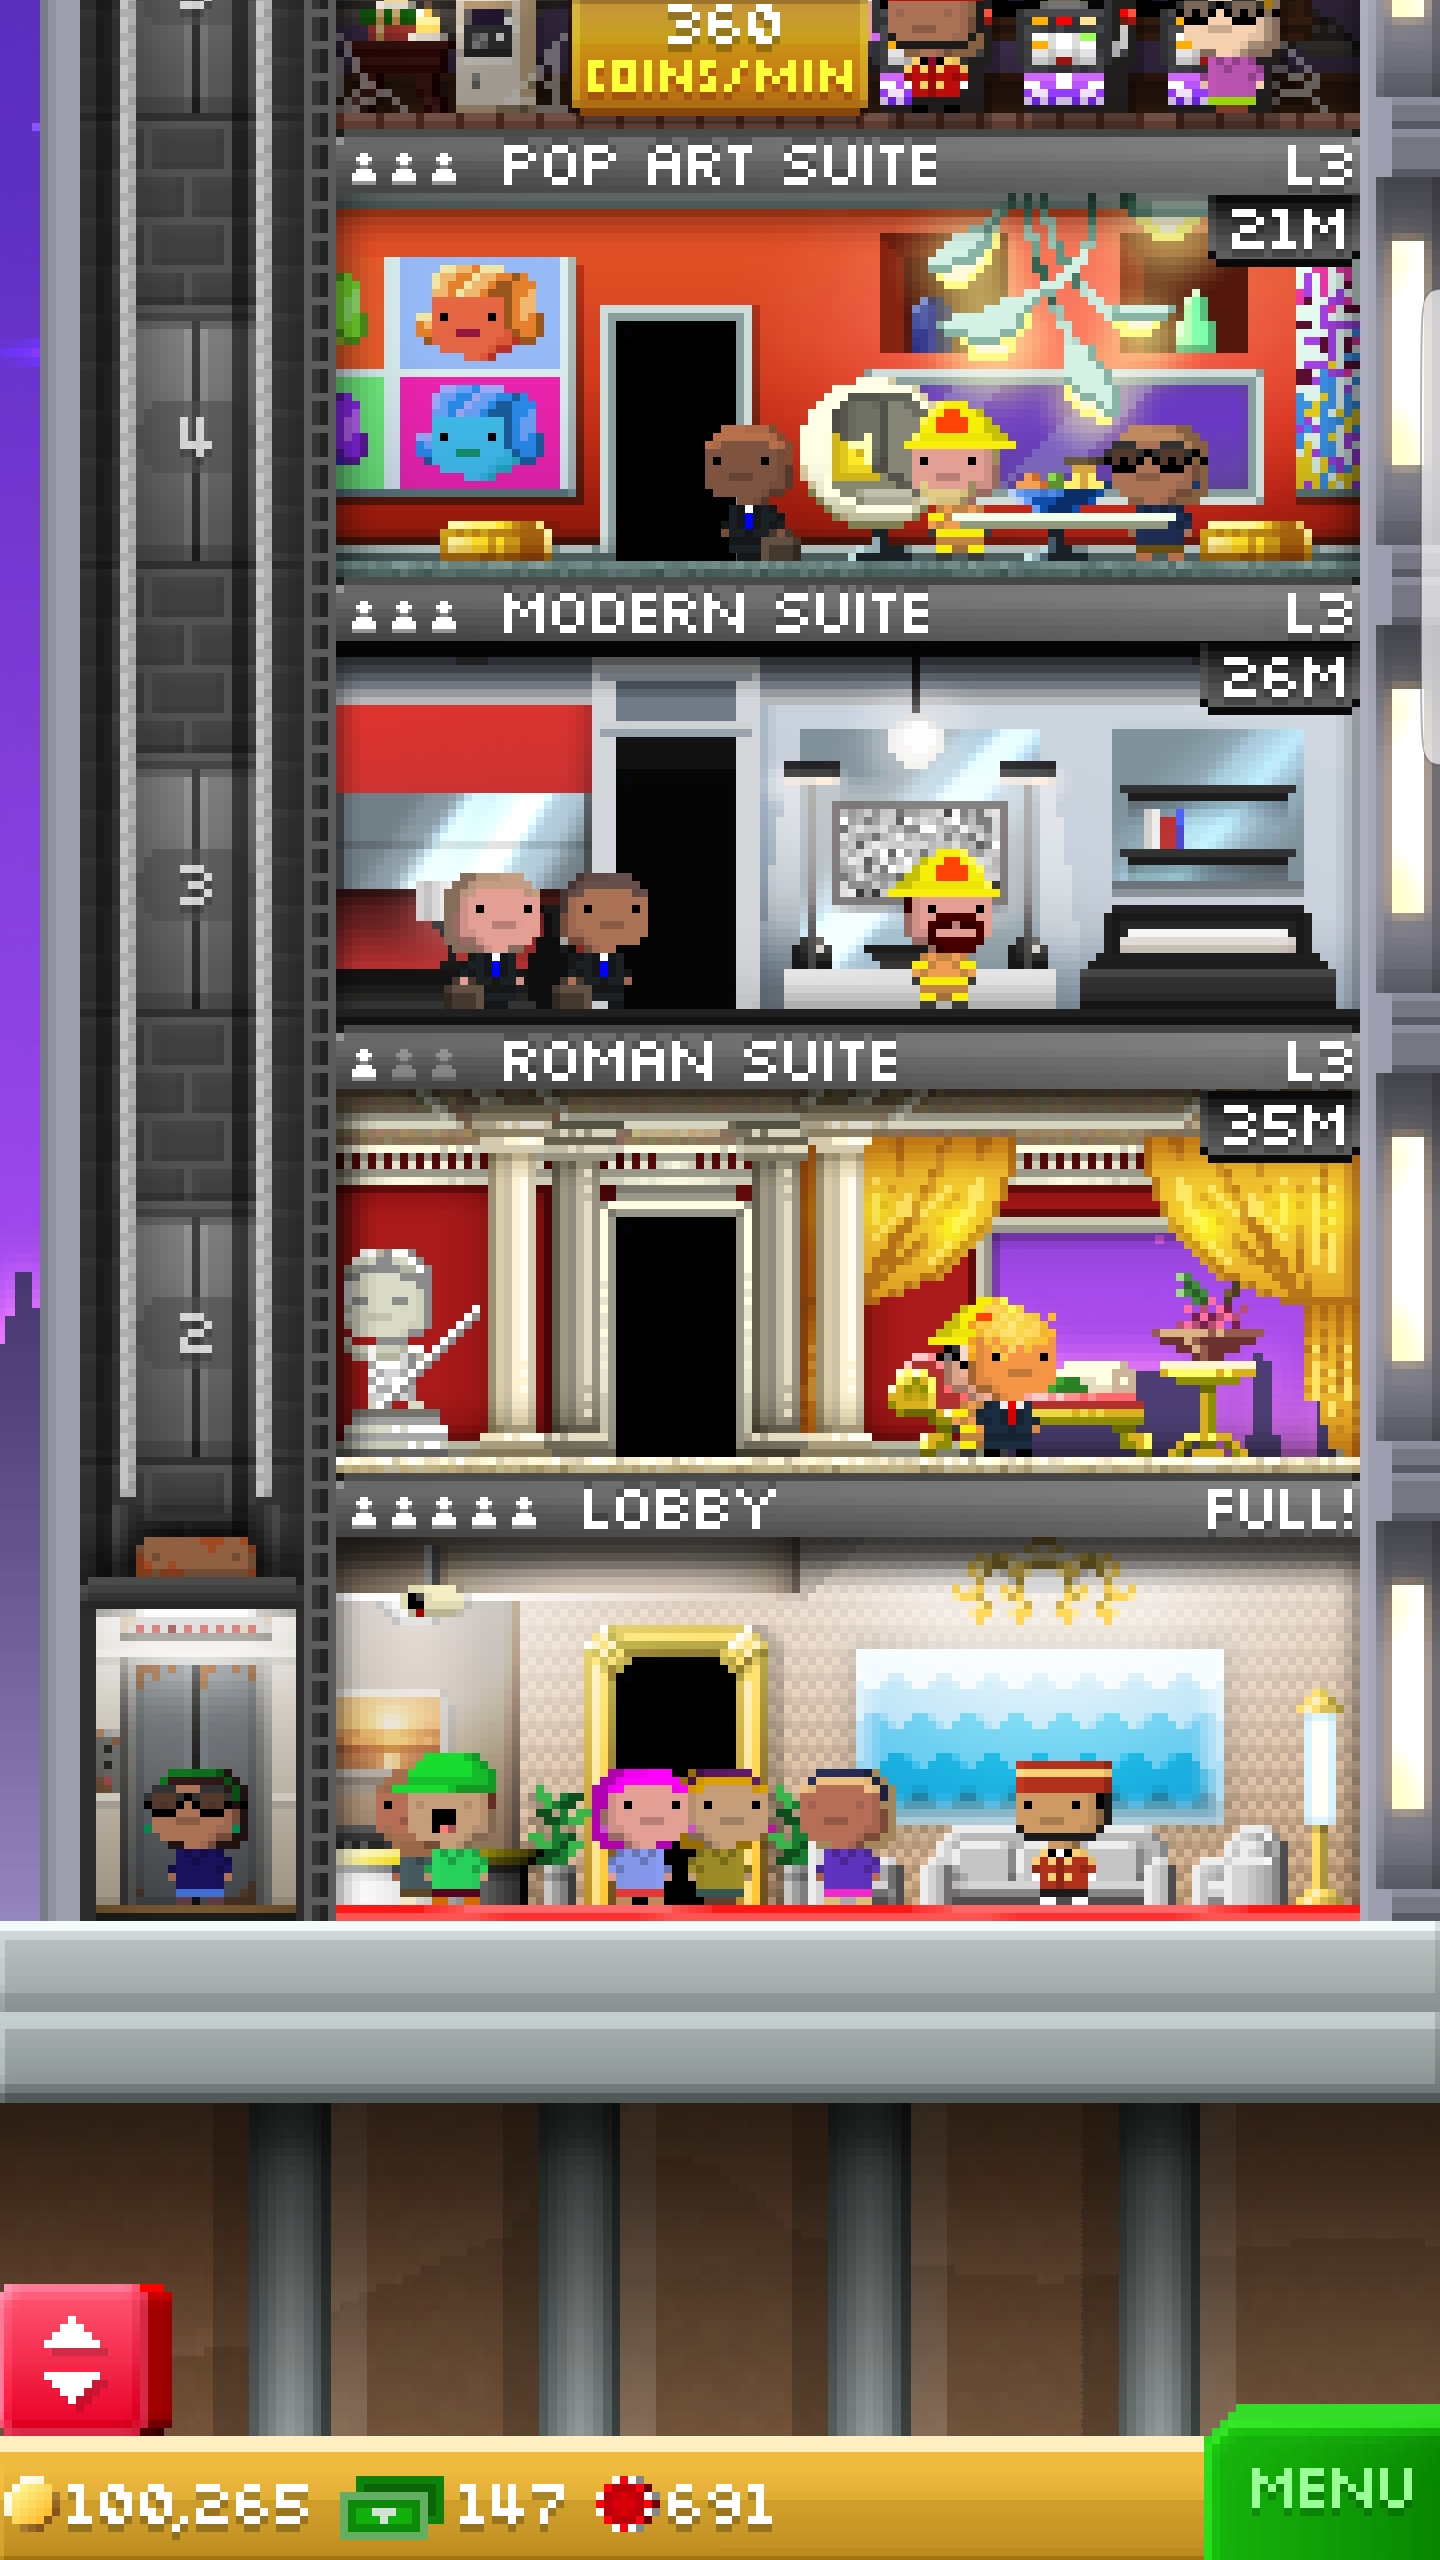 360
COINS/MIN
POP ART SUITE L3
21M
4
MODERN SUITE L3
26M
3
ROMAN SUITE L3
35M
2
LOBBY FULL!
100,265 147 691
MENU